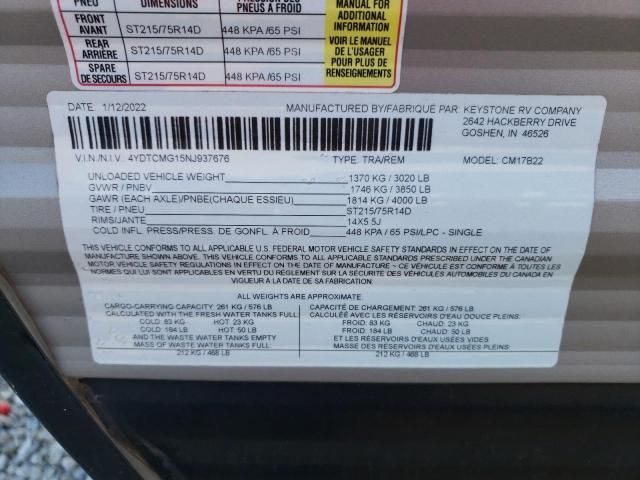 PNEU DIMENSIONS PRESSION DES PNEUS À FROID MANUAL FOR
ADDITIONAL
INFORMATION
FRONT
AVANT ST215/75R14D 448 KPA /65 PSI
REAR
ARRIÈRE ST215/75R14D 448 KPA /65 PSI
SPARE
DE SECOURS ST215/75R14D 448 KPA /65 PSI
VOIR LE MANUEL
DE L'USAGER
POUR PLUS DE
RENSEIGNEMENTS
DATE: 1/12/2022 MANUFACTURED BY/FABRIQUÉ PAR: KEYSTONE RV COMPANY
2642 HACKBERRY DRIVE
GOSHEN, IN 46526
V.I.N./N.I.V.: 4YDTCMG15NJ937676 TYPE: TRA/REM MODEL: CM17B22
UNLOADED VEHICLE WEIGHT: 1370 KG / 3020 LB
GVWR / PNBV 1746 KG / 3850 LB
GAWR (EACH AXLE)/PNBE(CHAQUE ESSIEU) 1814 KG / 4000 LB
TIRE / PNEU ST215/75R14D
RIMS/JANTE 14X5.5J
COLD INFL. PRESS/PRESS. DE GONFL À FROID 448 KPA / 65 PSI/LPC - SINGLE
THIS VEHICLE CONFORMS TO ALL APPLICABLE U.S. FEDERAL MOTOR VEHICLE SAFETY STANDARDS IN EFFECT ON THE DATE OF
MANUFACTURE SHOWN ABOVE. THIS VEHICLE CONFORMS TO ALL APPLICABLE STANDARDS PRESCRIBED UNDER THE CANADIAN
MOTOR VEHICLE SAFETY REGULATIONS IN EFFECT ON THE DATE OF MANUFACTURE ~ CE VÉHICULE EST CONFORME À TOUTES LES
NORMES QUI LUI SONT APPLICABLES EN VERTU DU RÈGLEMENT SUR LA SÉCURITÉ DES VÉHICULES AUTOMOBILES DU CANADA EN
VIGUEUR À LA DATE DE SA FABRICATION.
ALL WEIGHTS ARE APPROXIMATE.
CARGO-CARRYING CAPACITY: 261 KG / 576 LB
CALCULATED WITH THE FRESH WATER TANKS FULL:
COLD: 83 KG HOT: 23 KG
COLD: 184 LB HOT: 50 LB
AND THE WASTE WATER TANKS EMPTY
MASS OF WASTE WATER TANKS FULL:
212 KG / 468 LB
CAPACITÉ DE CHARGEMENT: 261 KG / 576 LB
CALCULÉE AVEC LES RÉSERVOIRS D'EAU DOUCE PLEINS:
FROID: 83 KG CHAUD: 23 KG
FROID: 184 LB CHAUD: 50 LB
ET LES RÉSERVOIRS D'EAUX USÉES VIDES
MASSE DES RÉSERVOIRS D'EAUX USÉES PLEINS:
212 KG / 468 LB